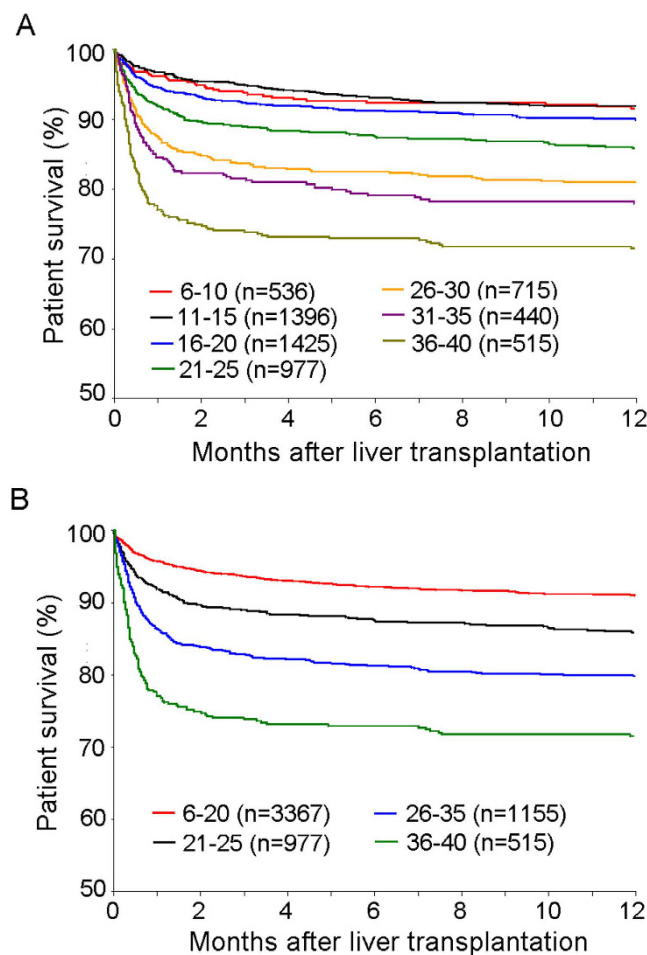 A
Patient survival (%)
100
90
80
70
60
50
6-10 (n=536)
26-30 (n=715)
11-15 (n=1396)
31-35 (n=440)
16-20 (n=1425)
36-40 (n=515)
21-25 (n=977)
0 2 4 6 8 10 12
Months after liver transplantation
B
Patient survival (%)
100
90
80
70
60
50
6-20 (n=3367)
26-35 (n=1155)
21-25 (n=977)
36-40 (n=515)
0 2 4 6 8 10 12
Months after liver transplantation